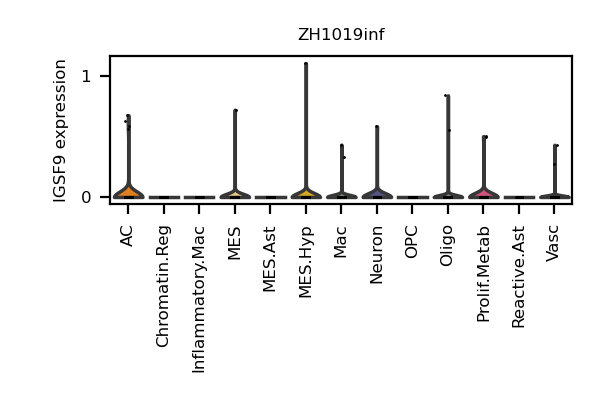 ZH1019inf
IGSF9 expression
1
0
AC
Chromatin.Reg
Inflammatory.Mac
MES
MES.Ast
MES.Hyp
Mac
Neuron
OPC
Oligo
Prolif.Metab
Reactive.Ast
Vasc